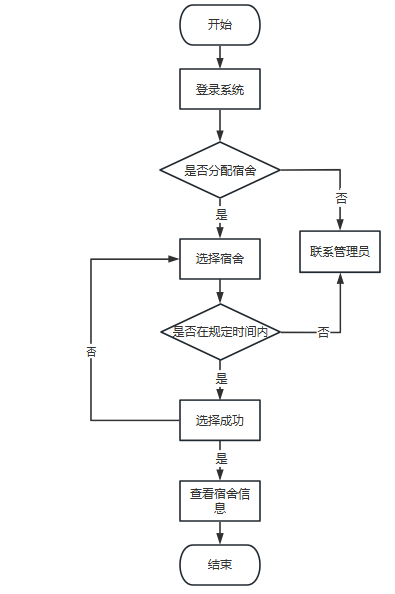 开始
登录系统
是否分配宿舍
否
是
选择宿舍
联系管理员
是否在规定时间内
否
否
是
选择成功
是
查看宿舍信
息
结束